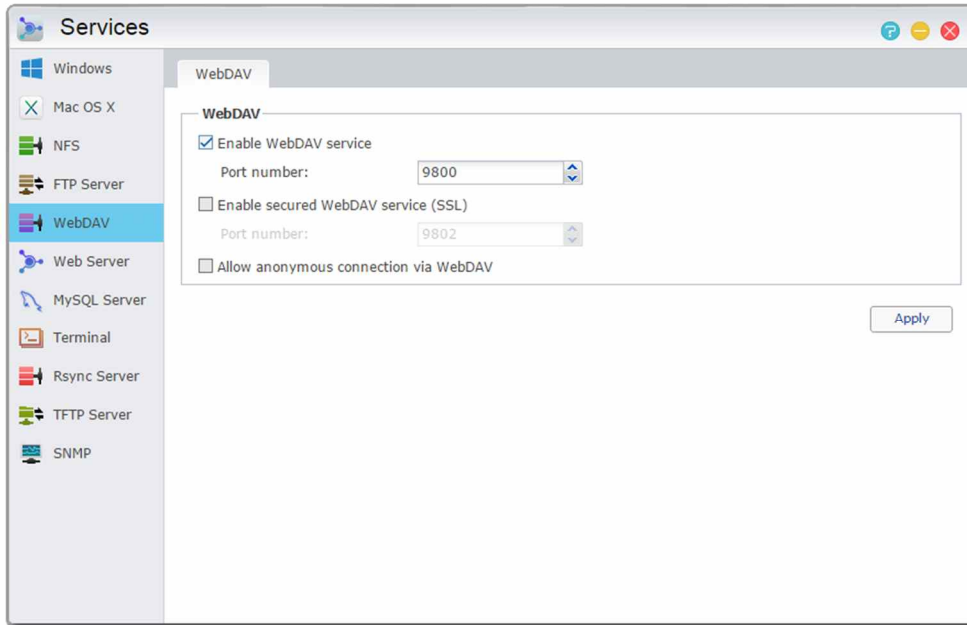 Services
Windows
Mac OS X
NFS
FTP Server
WebDAV
Web Server
MySQL Server
Terminal
Rsync Server
TFTP Server
SNMP
WebDAV
WebDAV
Enable WebDAV service
Port number: 9800
Enable secured WebDAV service (SSL)
Port number: 9802
Allow anonymous connection via WebDAV
Apply